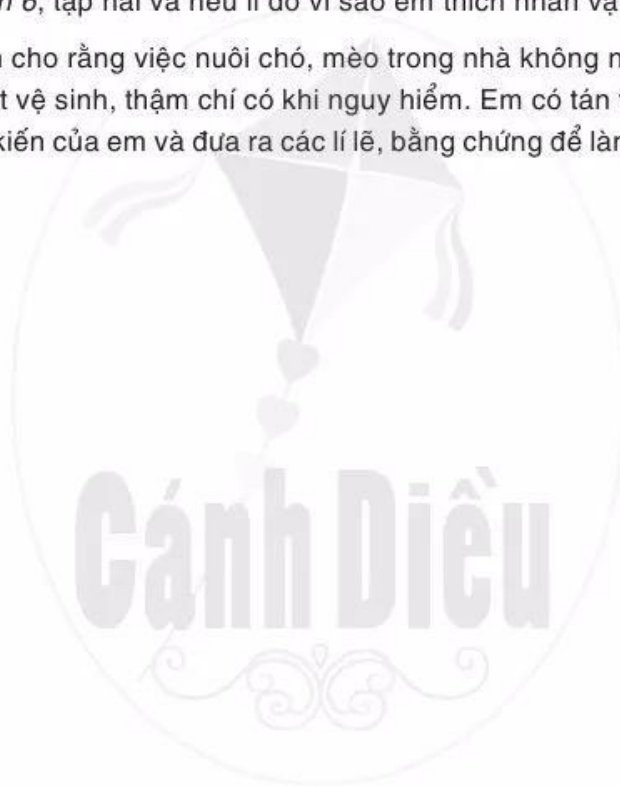 6, tập hai và nêu lí do vì sao em thích nhân vậ
cho rằng việc nuôi chó, mèo trong nhà không n
t vệ sinh, thậm chí có khi nguy hiểm. Em có tán
kiến của em và đưa ra các lí lẽ, bằng chứng để làn
Cánh Diều